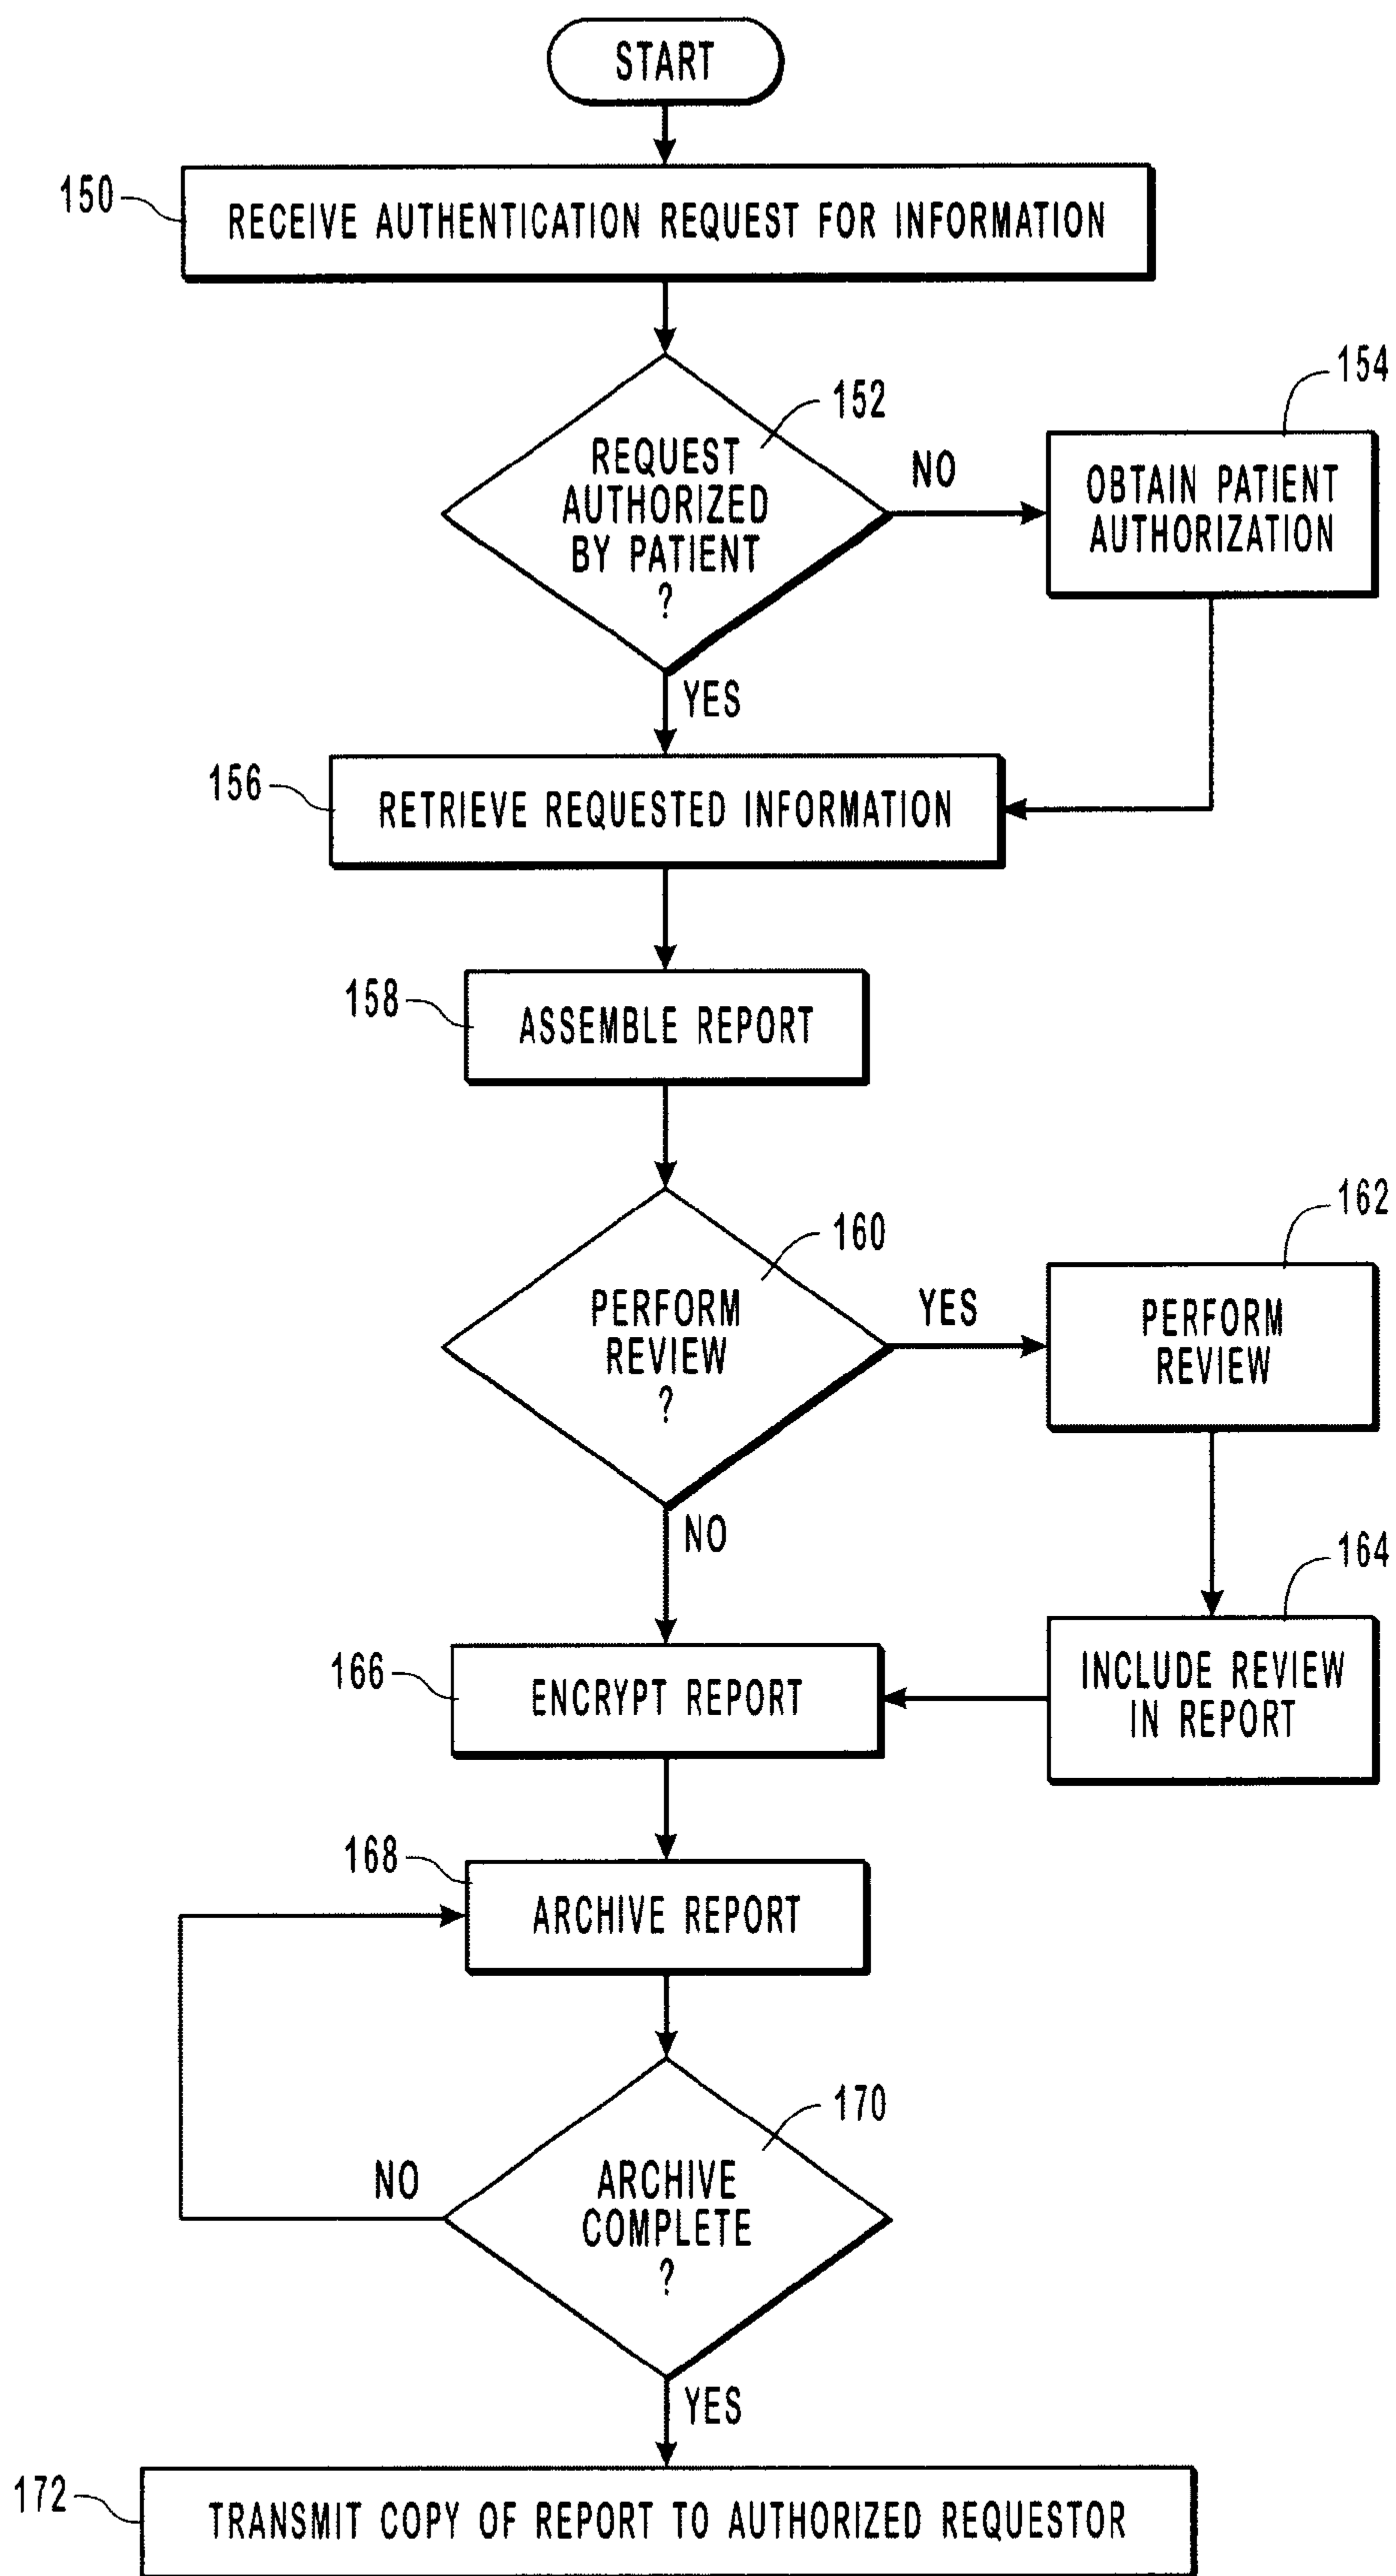 START
150
RECEIVE AUTHENTICATION REQUEST FOR INFORMATION
152
REQUEST
AUTHORIZED
BY PATIENT
?
NO
154
OBTAIN PATIENT
AUTHORIZATION
YES
156
RETRIEVE REQUESTED INFORMATION
158
ASSEMBLE REPORT
160
PERFORM
REVIEW
?
YES
162
PERFORM
REVIEW
NO
164
INCLUDE REVIEW
IN REPORT
166
ENCRYPT REPORT
168
ARCHIVE REPORT
170
ARCHIVE
COMPLETE
?
NO
YES
172
TRANSMIT COPY OF REPORT TO AUTHORIZED REQUESTOR